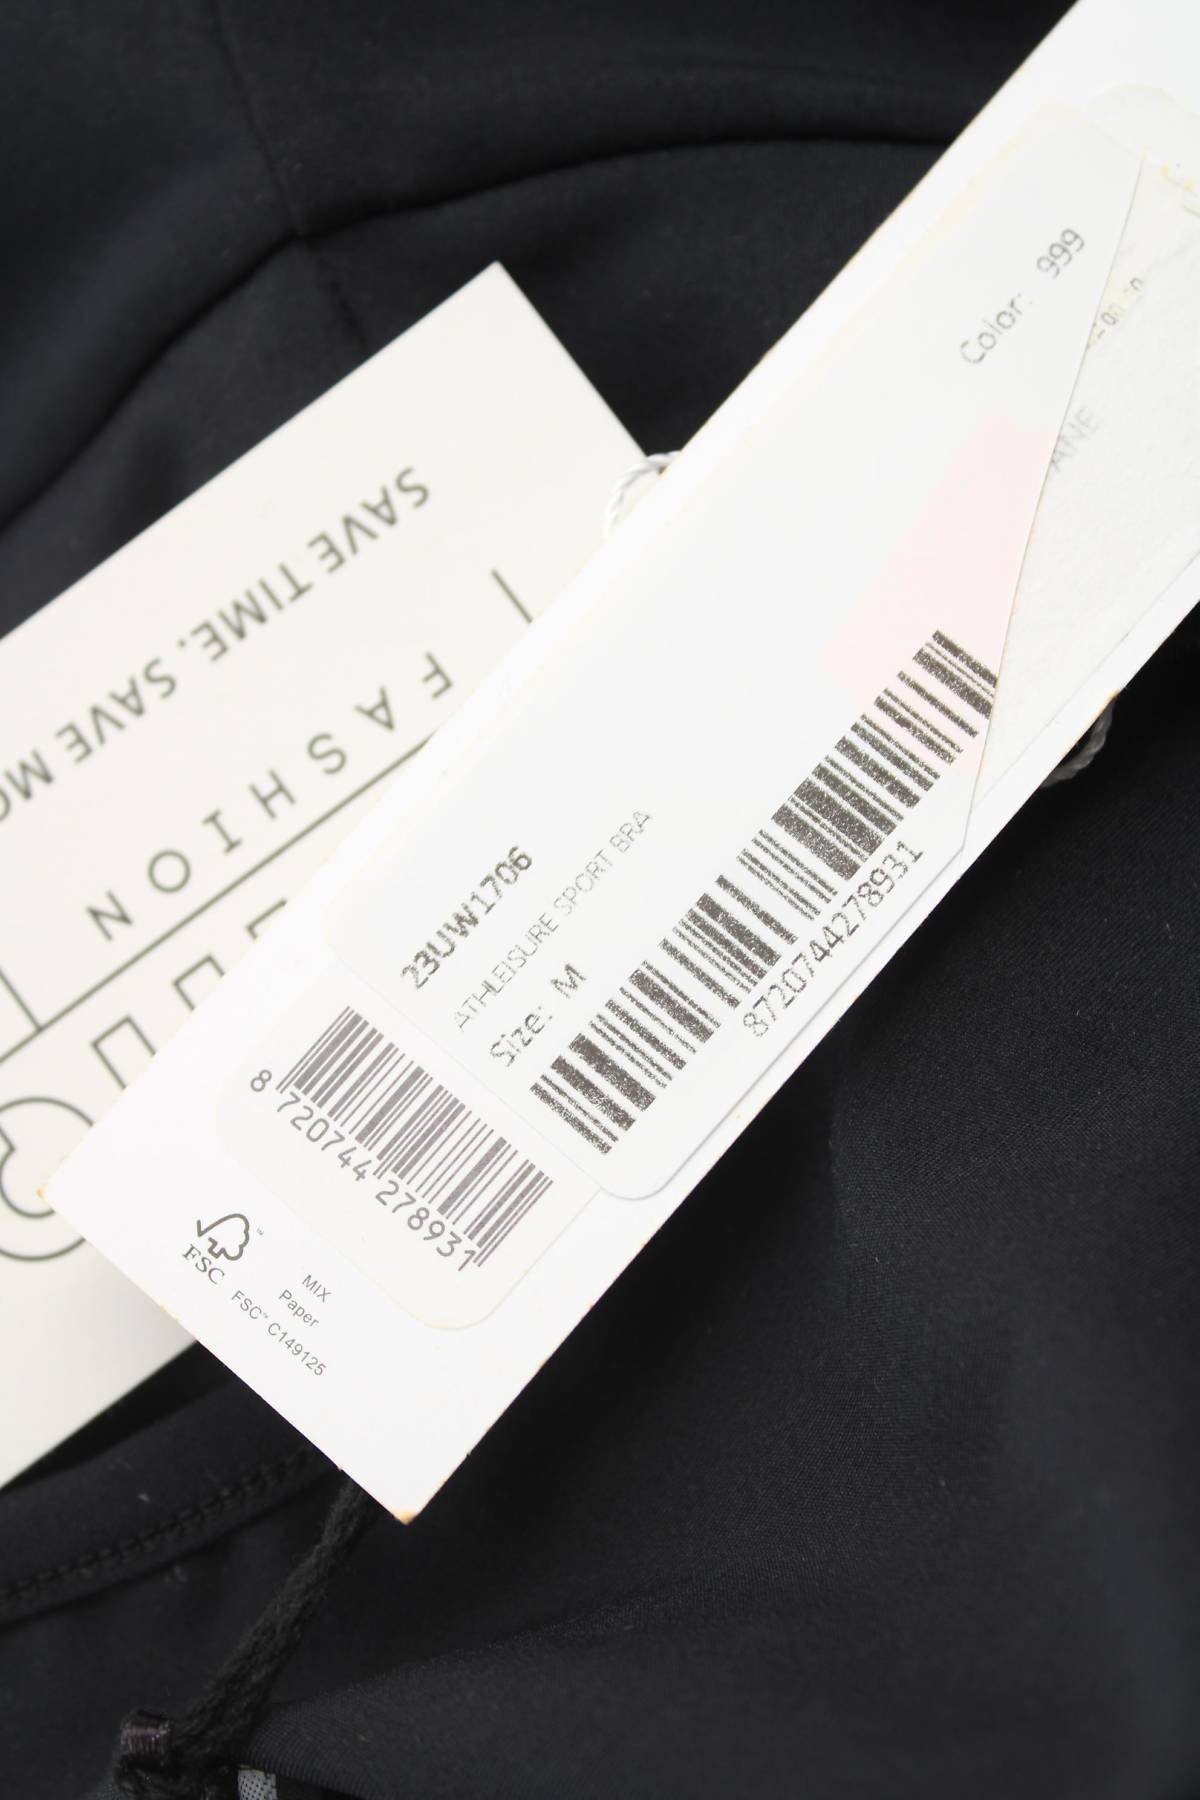 Color: 999
23UW1706
ATHLEISURE SPORT BRA
Size: M
8720744278931
8 720744 278931
FSC
MIX
Paper
FSC™ C149125
SAVE TIME. SAVE
FASHION